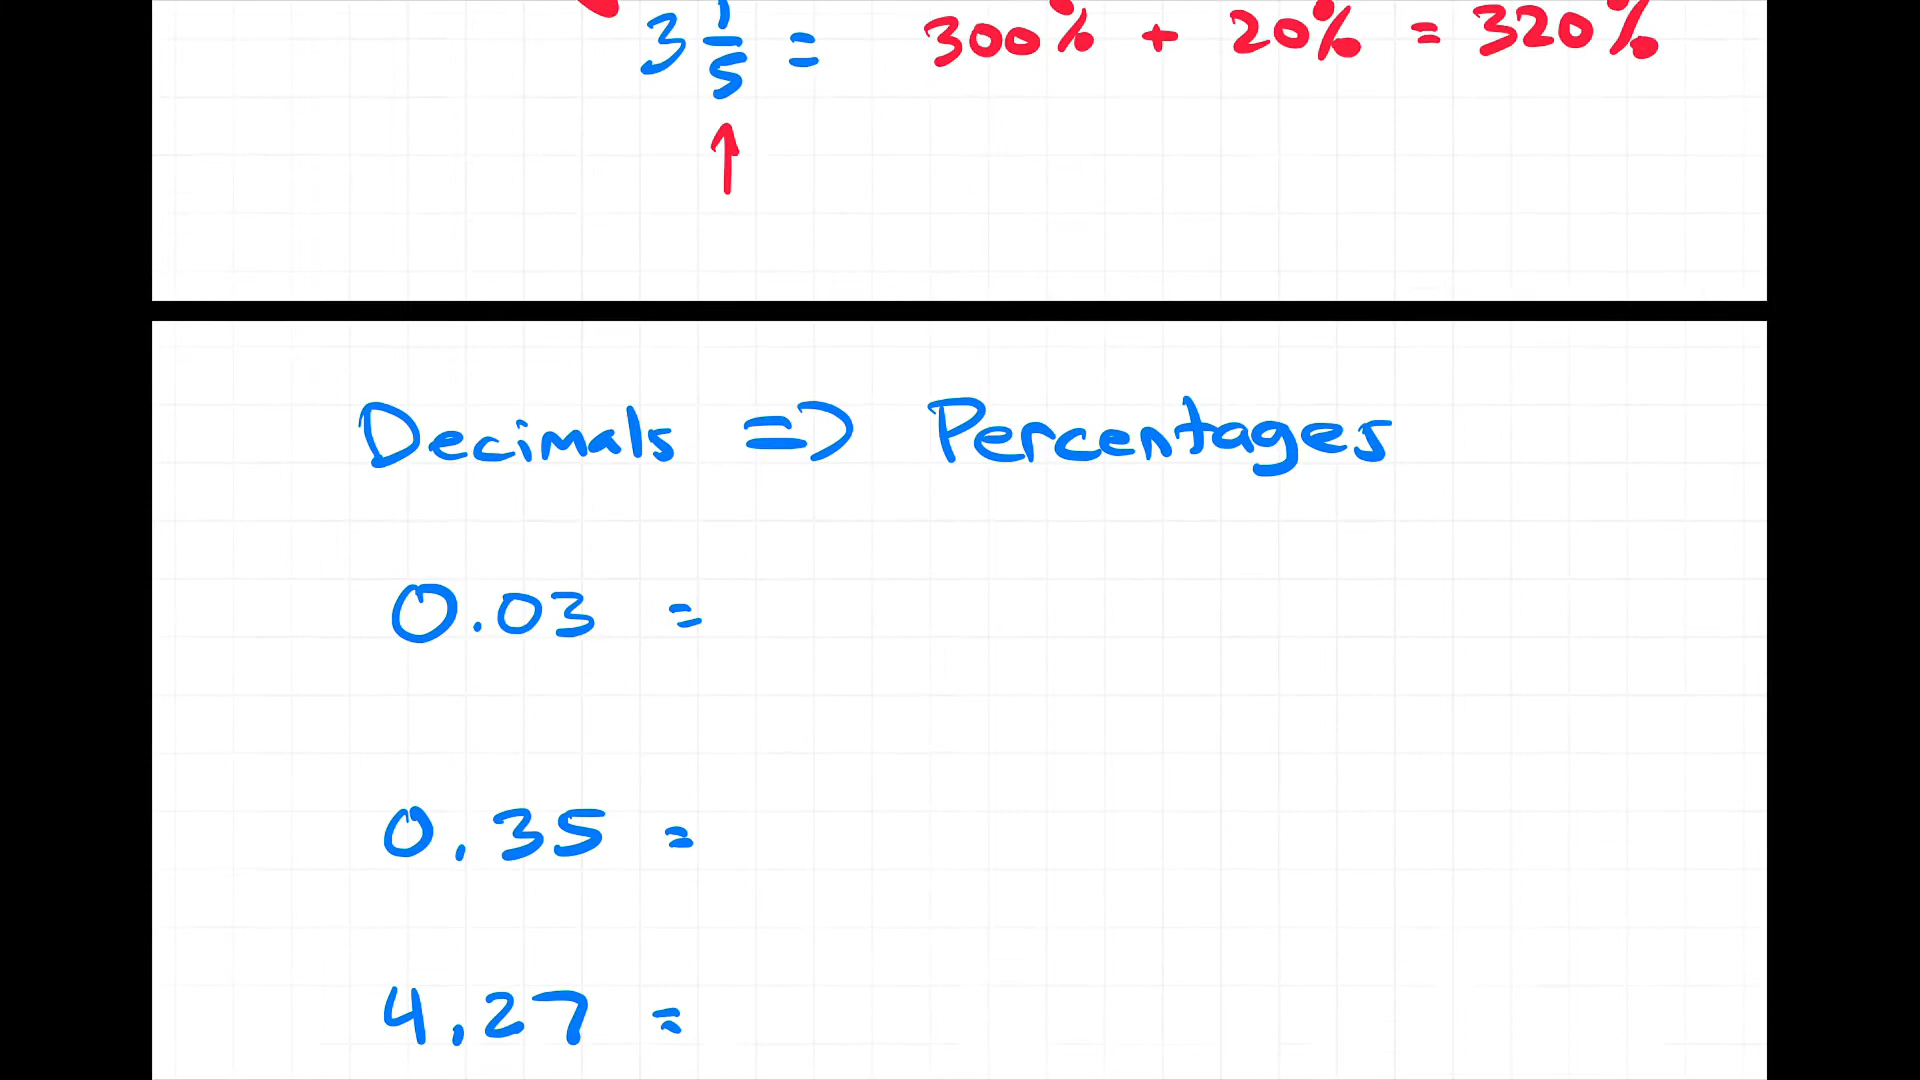 3 1/5 = 300% + 20% = 320%
Decimals => Percentages
0.03 =
0.35 =
4.27 =